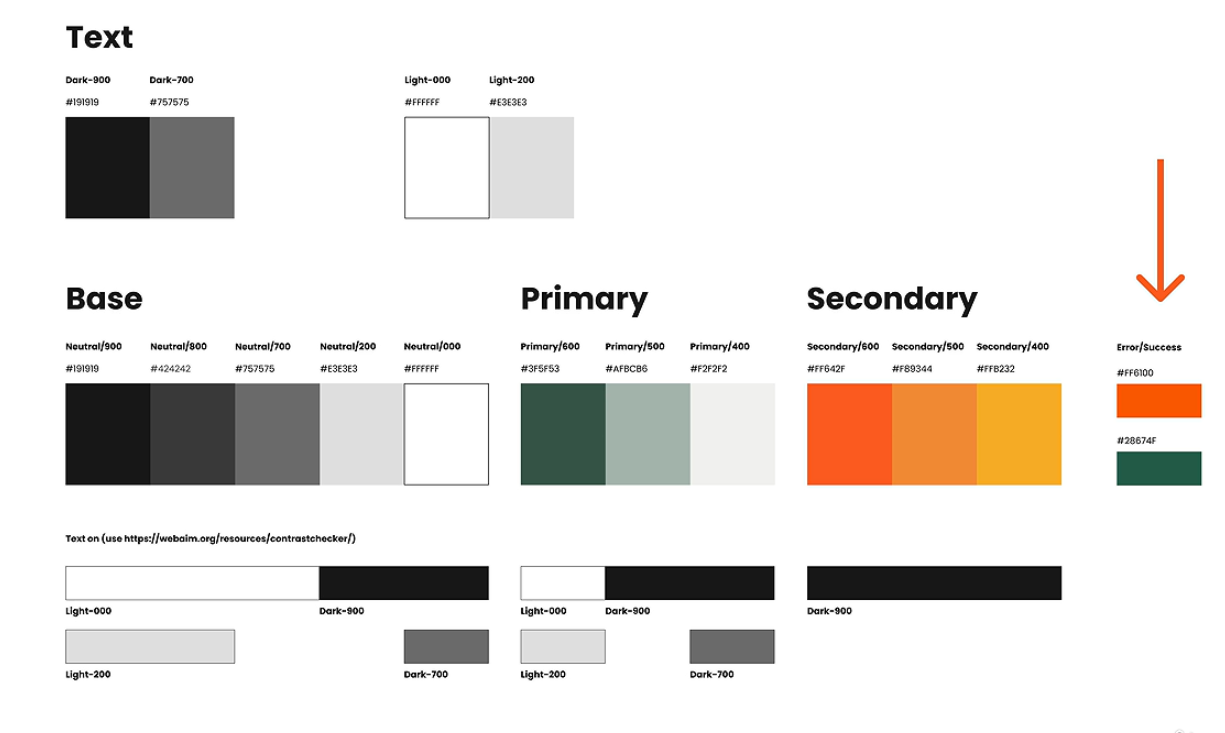 Text
Dark-900 Dark-700 Light-000 Light-200
#191919 #757575 #FFFFFF #E3E3E3
Base Primary Secondary
Neutral/900 Neutral/800 Neutral/700 Neutral/200 Neutral/000 Primary/600 Primary/500 Primary/400 Secondary/600 Secondary/500 Secondary/400 Error/Success
#191919 #424242 #757575 #E3E3E3 #FFFFFF #3F5F53 #AFBCB6 #F2F2F2 #FF642F #F89344 #FFB232 #FF6100
#28674F
Text on (use https://webaim.org/resources/contrastchecker/)
Light-000 Dark-900 Light-000 Dark-900 Dark-900
Light-200 Dark-700 Light-200 Dark-700